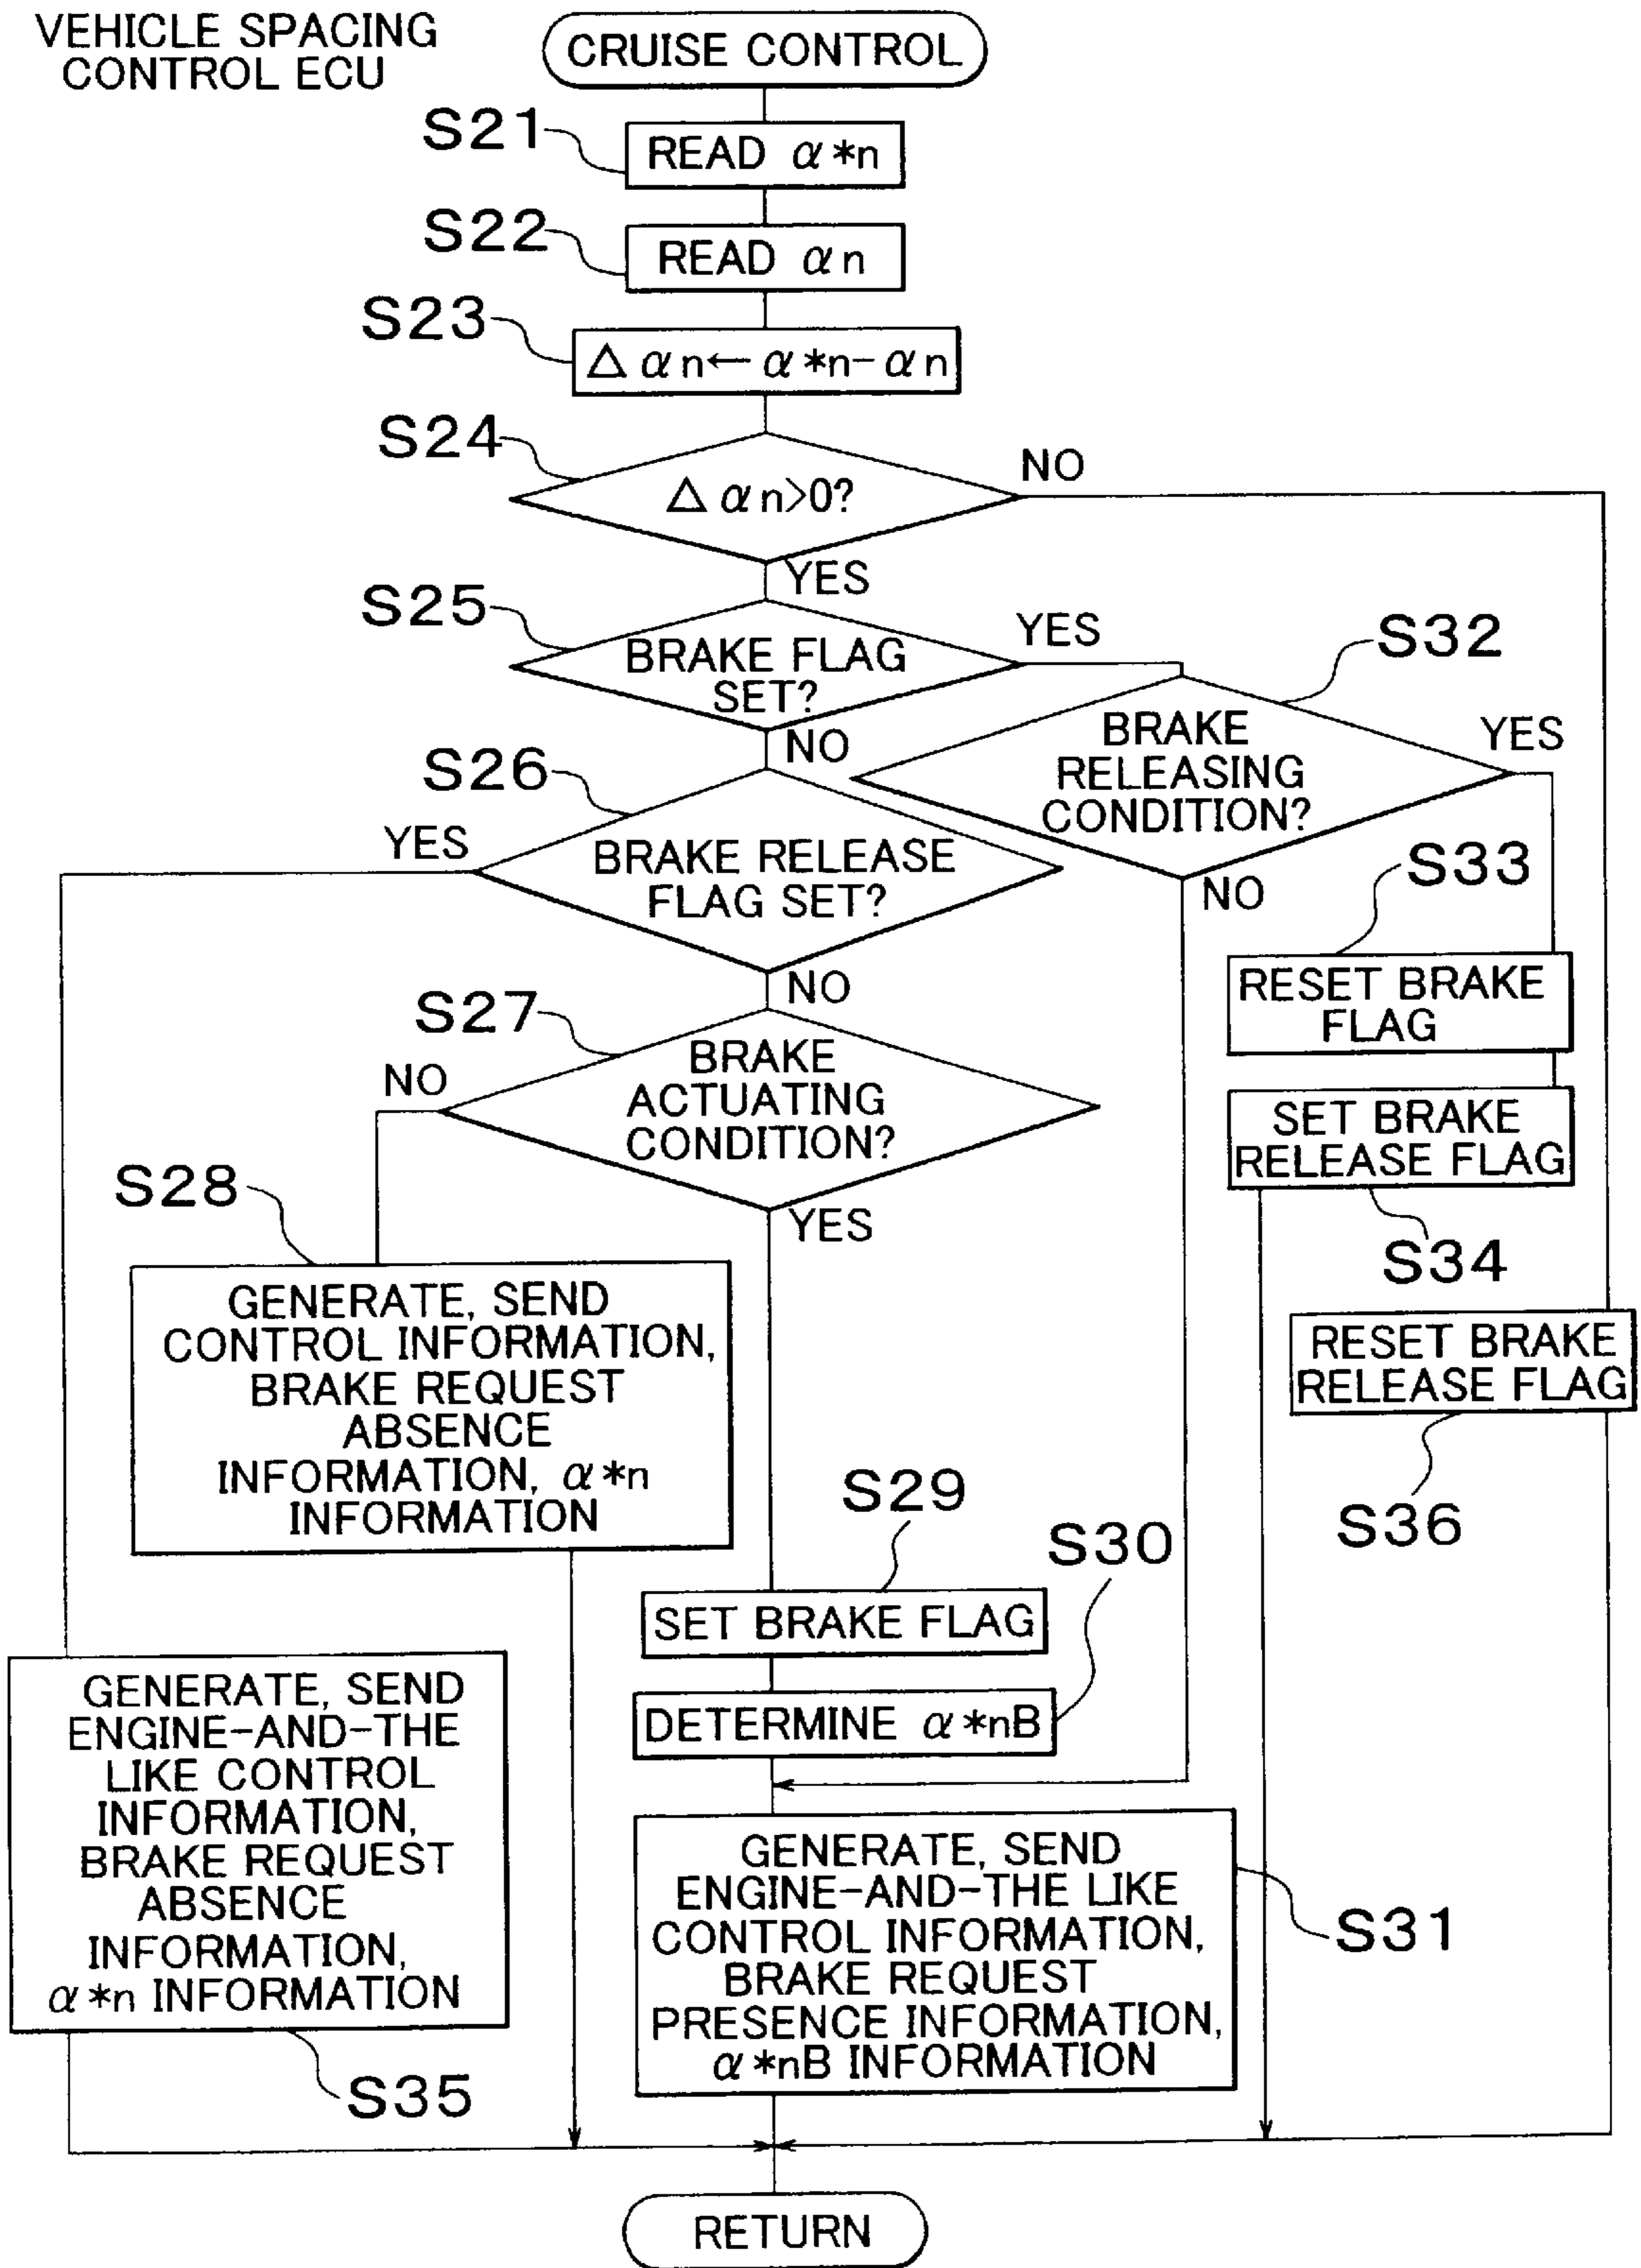 VEHICLE SPACING
CONTROL ECU
CRUISE CONTROL
S21
READ α*n
S22
READ αn
S23
△αn←α*n-αn
S24
△αn>0?
NO
YES
S25
BRAKE FLAG
SET?
YES
NO
S32
BRAKE
RELEASING
CONDITION?
YES
NO
S26
BRAKE RELEASE
FLAG SET?
YES
NO
S33
RESET BRAKE
FLAG
S27
BRAKE
ACTUATING
CONDITION?
NO
YES
SET BRAKE
RELEASE FLAG
S34
S28
GENERATE, SEND
CONTROL INFORMATION,
BRAKE REQUEST
ABSENCE
INFORMATION, α*n
INFORMATION
RESET BRAKE
RELEASE FLAG
S36
S29
SET BRAKE FLAG
S30
DETERMINE α*nB
GENERATE, SEND
ENGINE-AND-THE
LIKE CONTROL
INFORMATION,
BRAKE REQUEST
ABSENCE
INFORMATION,
α*n INFORMATION
S35
GENERATE, SEND
ENGINE-AND-THE LIKE
CONTROL INFORMATION,
BRAKE REQUEST
PRESENCE INFORMATION,
α*nB INFORMATION
S31
RETURN